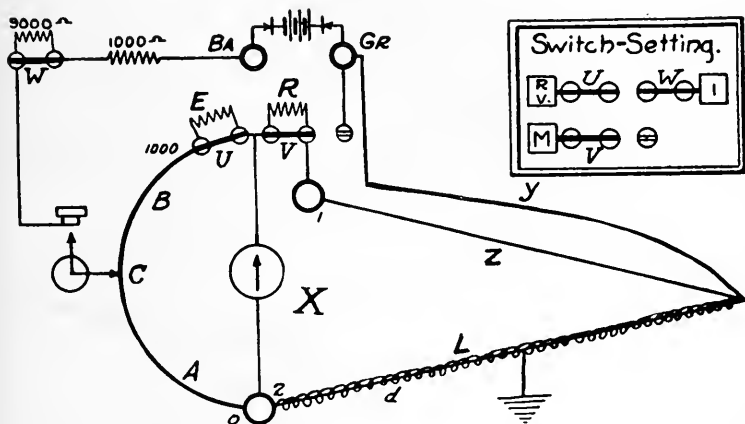 9000 Ω
1000 Ω
BA
GR
W
E
R
1000
U
V
B
1
C
X
A
0
2
L
d
y
Z
Switch-Setting.
R V.
U
W
1
M
V